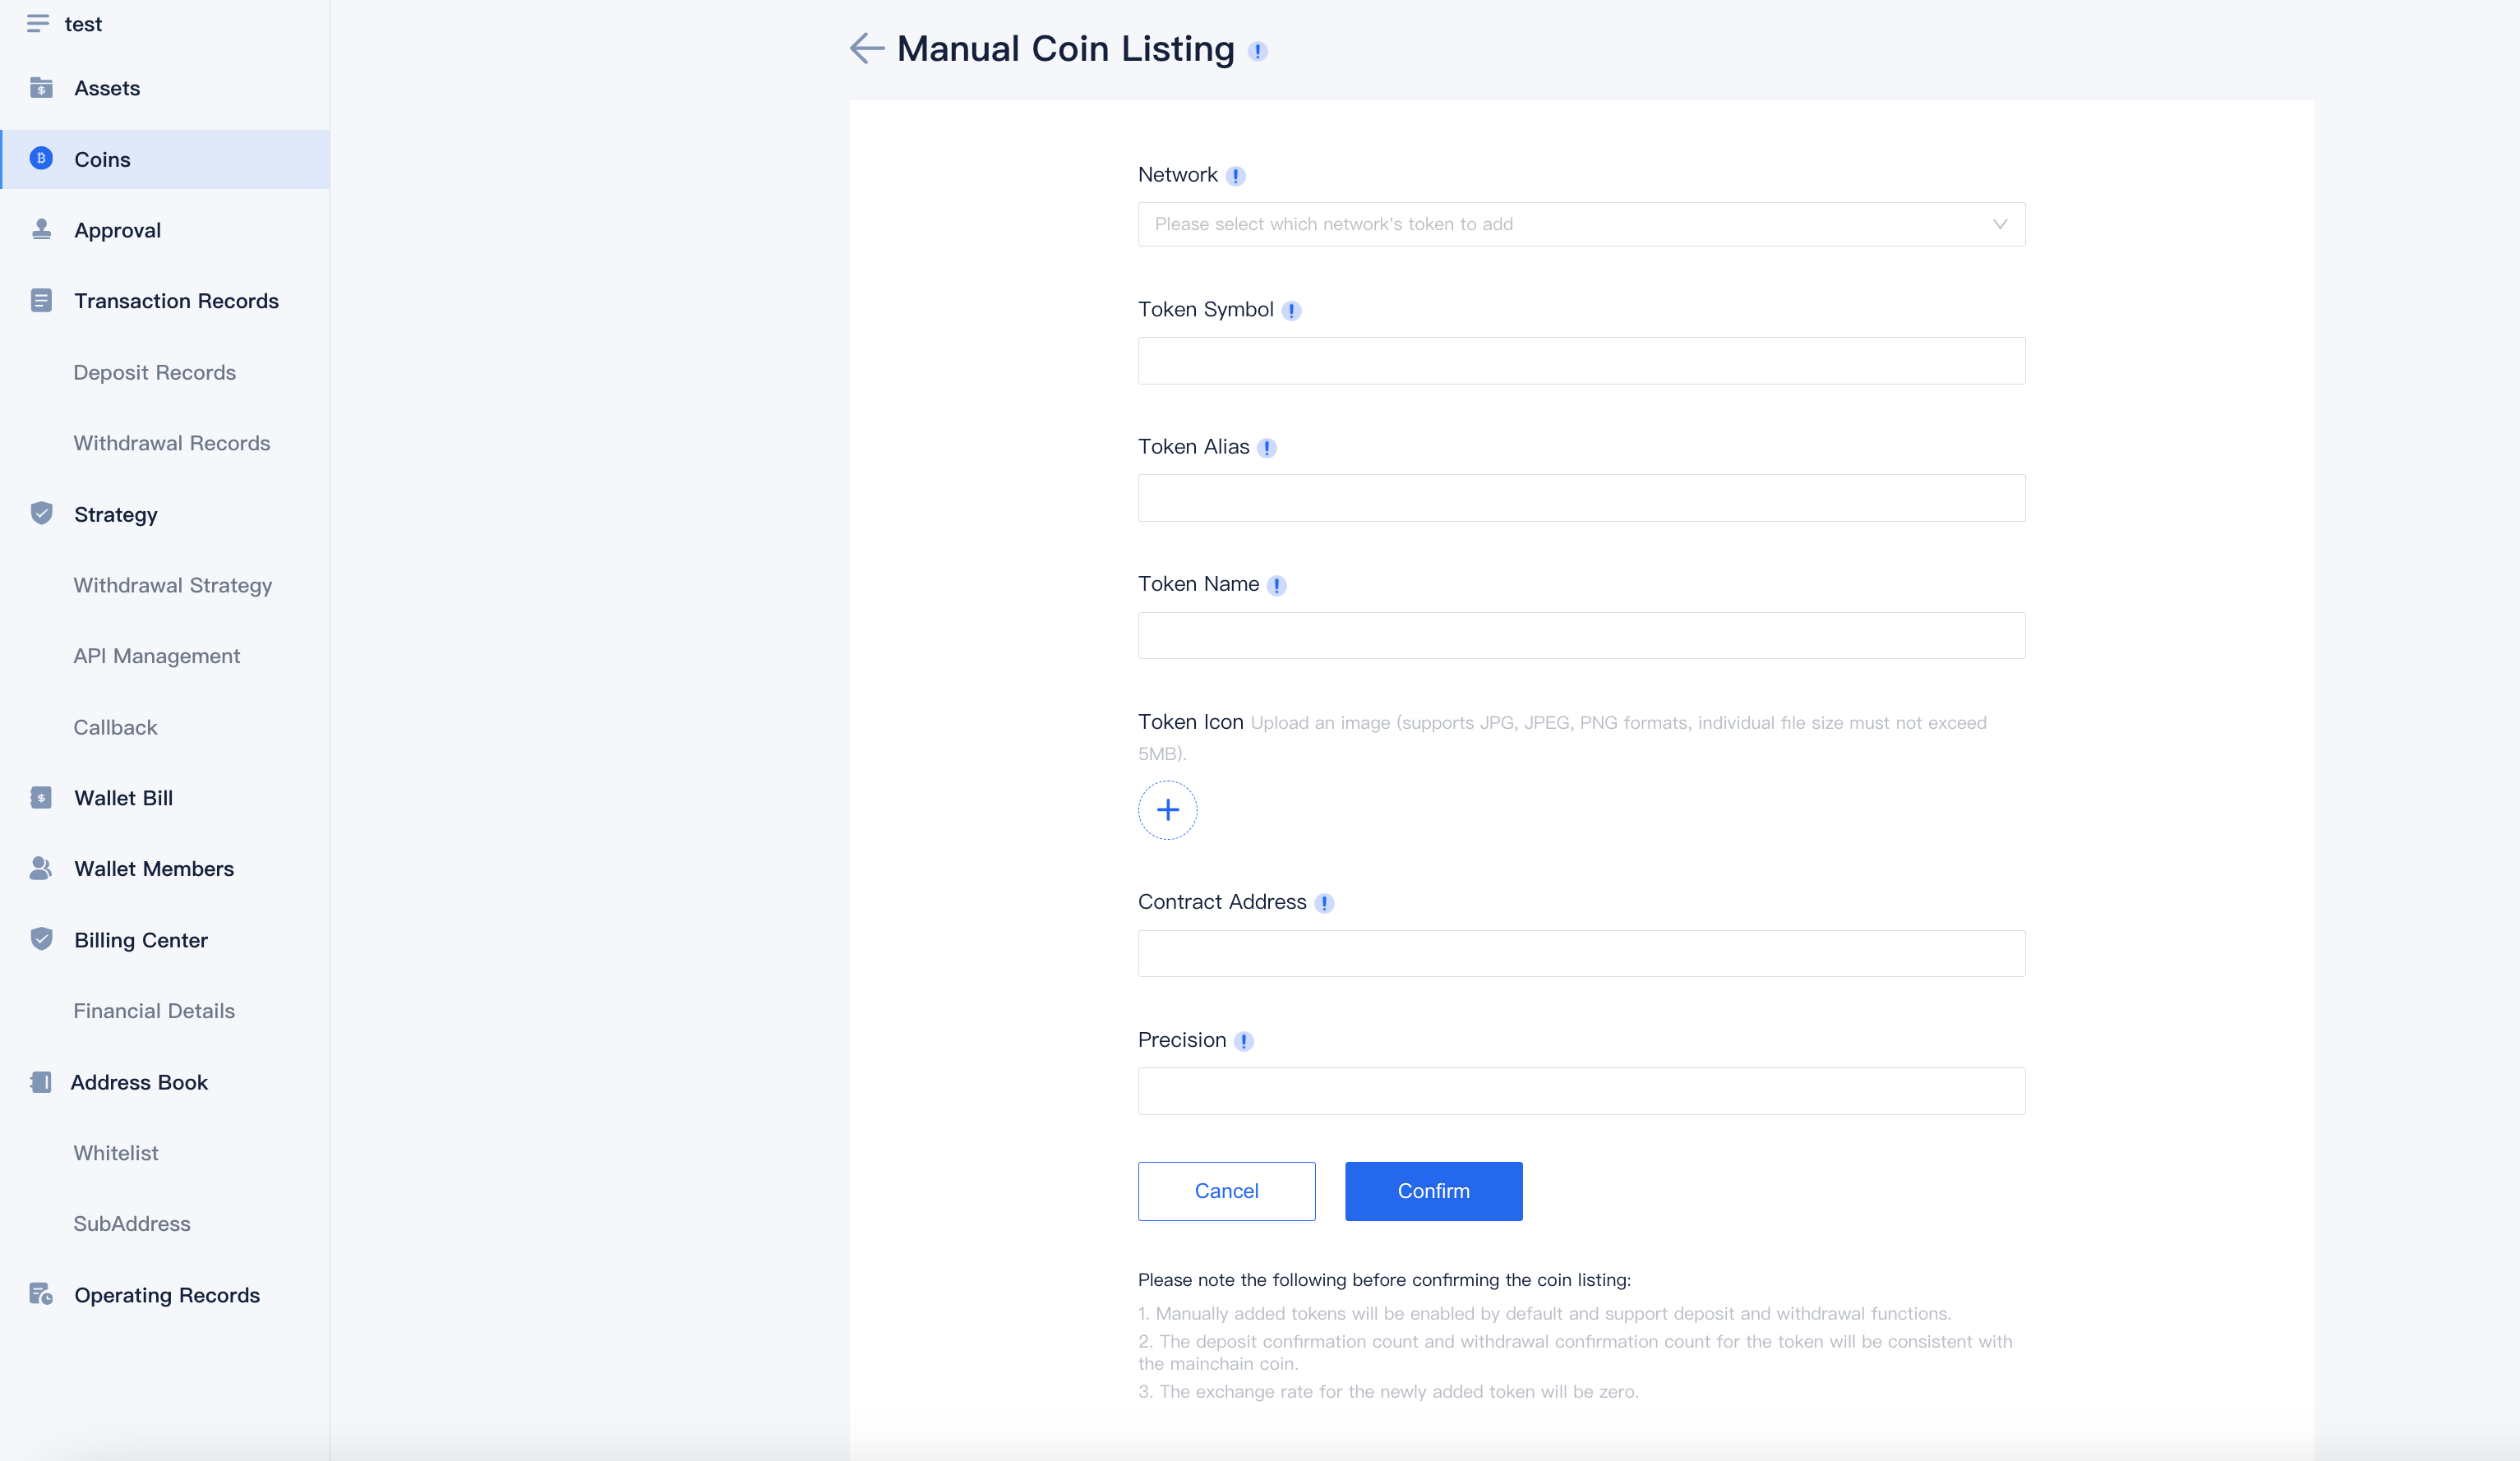 test
Assets
Coins
Approval
Transaction Records
Deposit Records
Withdrawal Records
Strategy
Withdrawal Strategy
API Management
Callback
Wallet Bill
Wallet Members
Billing Center
Financial Details
Address Book
Whitelist
SubAddress
Operating Records
Manual Coin Listing
Network
Please select which network's token to add
Token Symbol
Token Alias
Token Name
Token Icon Upload an image (supports JPG, JPEG, PNG formats, individual file size must not exceed
5MB).
Contract Address
Precision
Cancel
Confirm
Please note the following before confirming the coin listing:
1. Manually added tokens will be enabled by default and support deposit and withdrawal functions.
2. The deposit confirmation count and withdrawal confirmation count for the token will be consistent with
the mainchain coin.
3. The exchange rate for the newly added token will be zero.